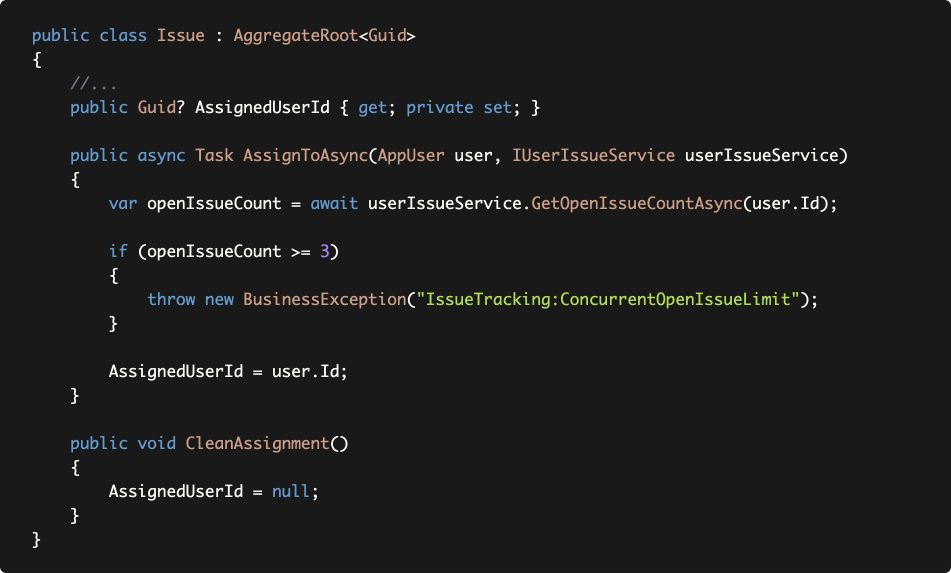 public class Issue : AggregateRoot<Guid>
{
    //...
    public Guid? AssignedUserId { get; private set; }

    public async Task AssignToAsync(AppUser user, IUserIssueService userIssueService)
    {
        var openIssueCount = await userIssueService.GetOpenIssueCountAsync(user.Id);

        if (openIssueCount >= 3)
        {
            throw new BusinessException("IssueTracking:ConcurrentOpenIssueLimit");
        }

        AssignedUserId = user.Id;
    }

    public void CleanAssignment()
    {
        AssignedUserId = null;
    }
}